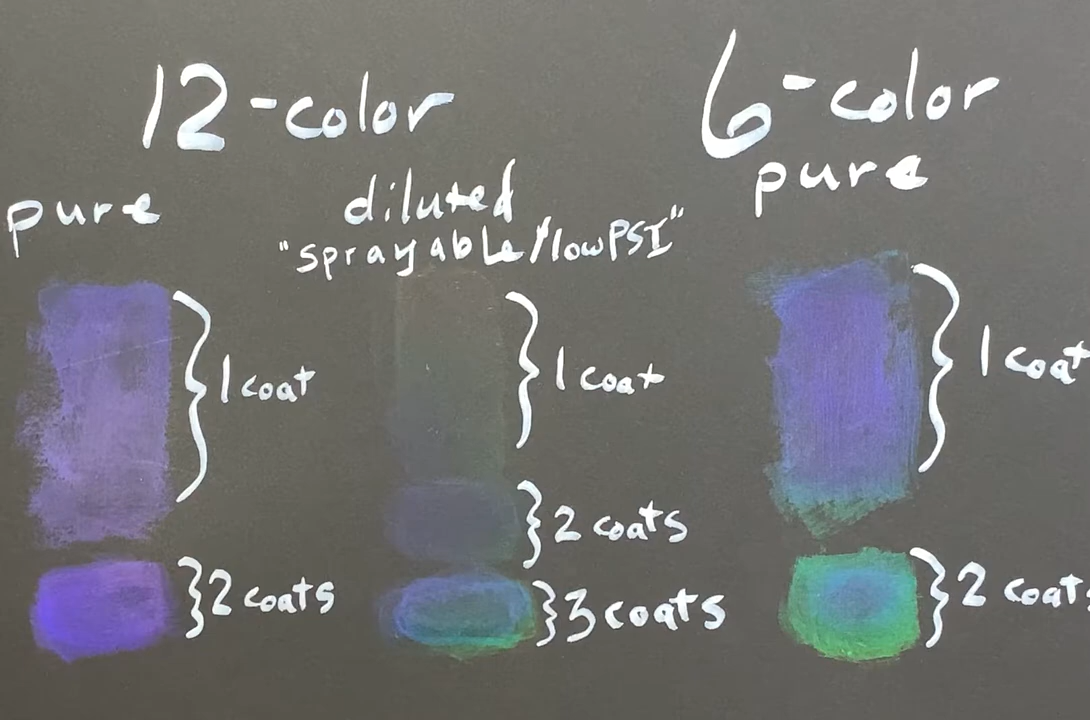 12-color
pure
diluted
"sprayable/lowPSI"
1 coat
1 coat
2 coats
2 coats
3 coats
6-color
pure
1 coat
2 coats